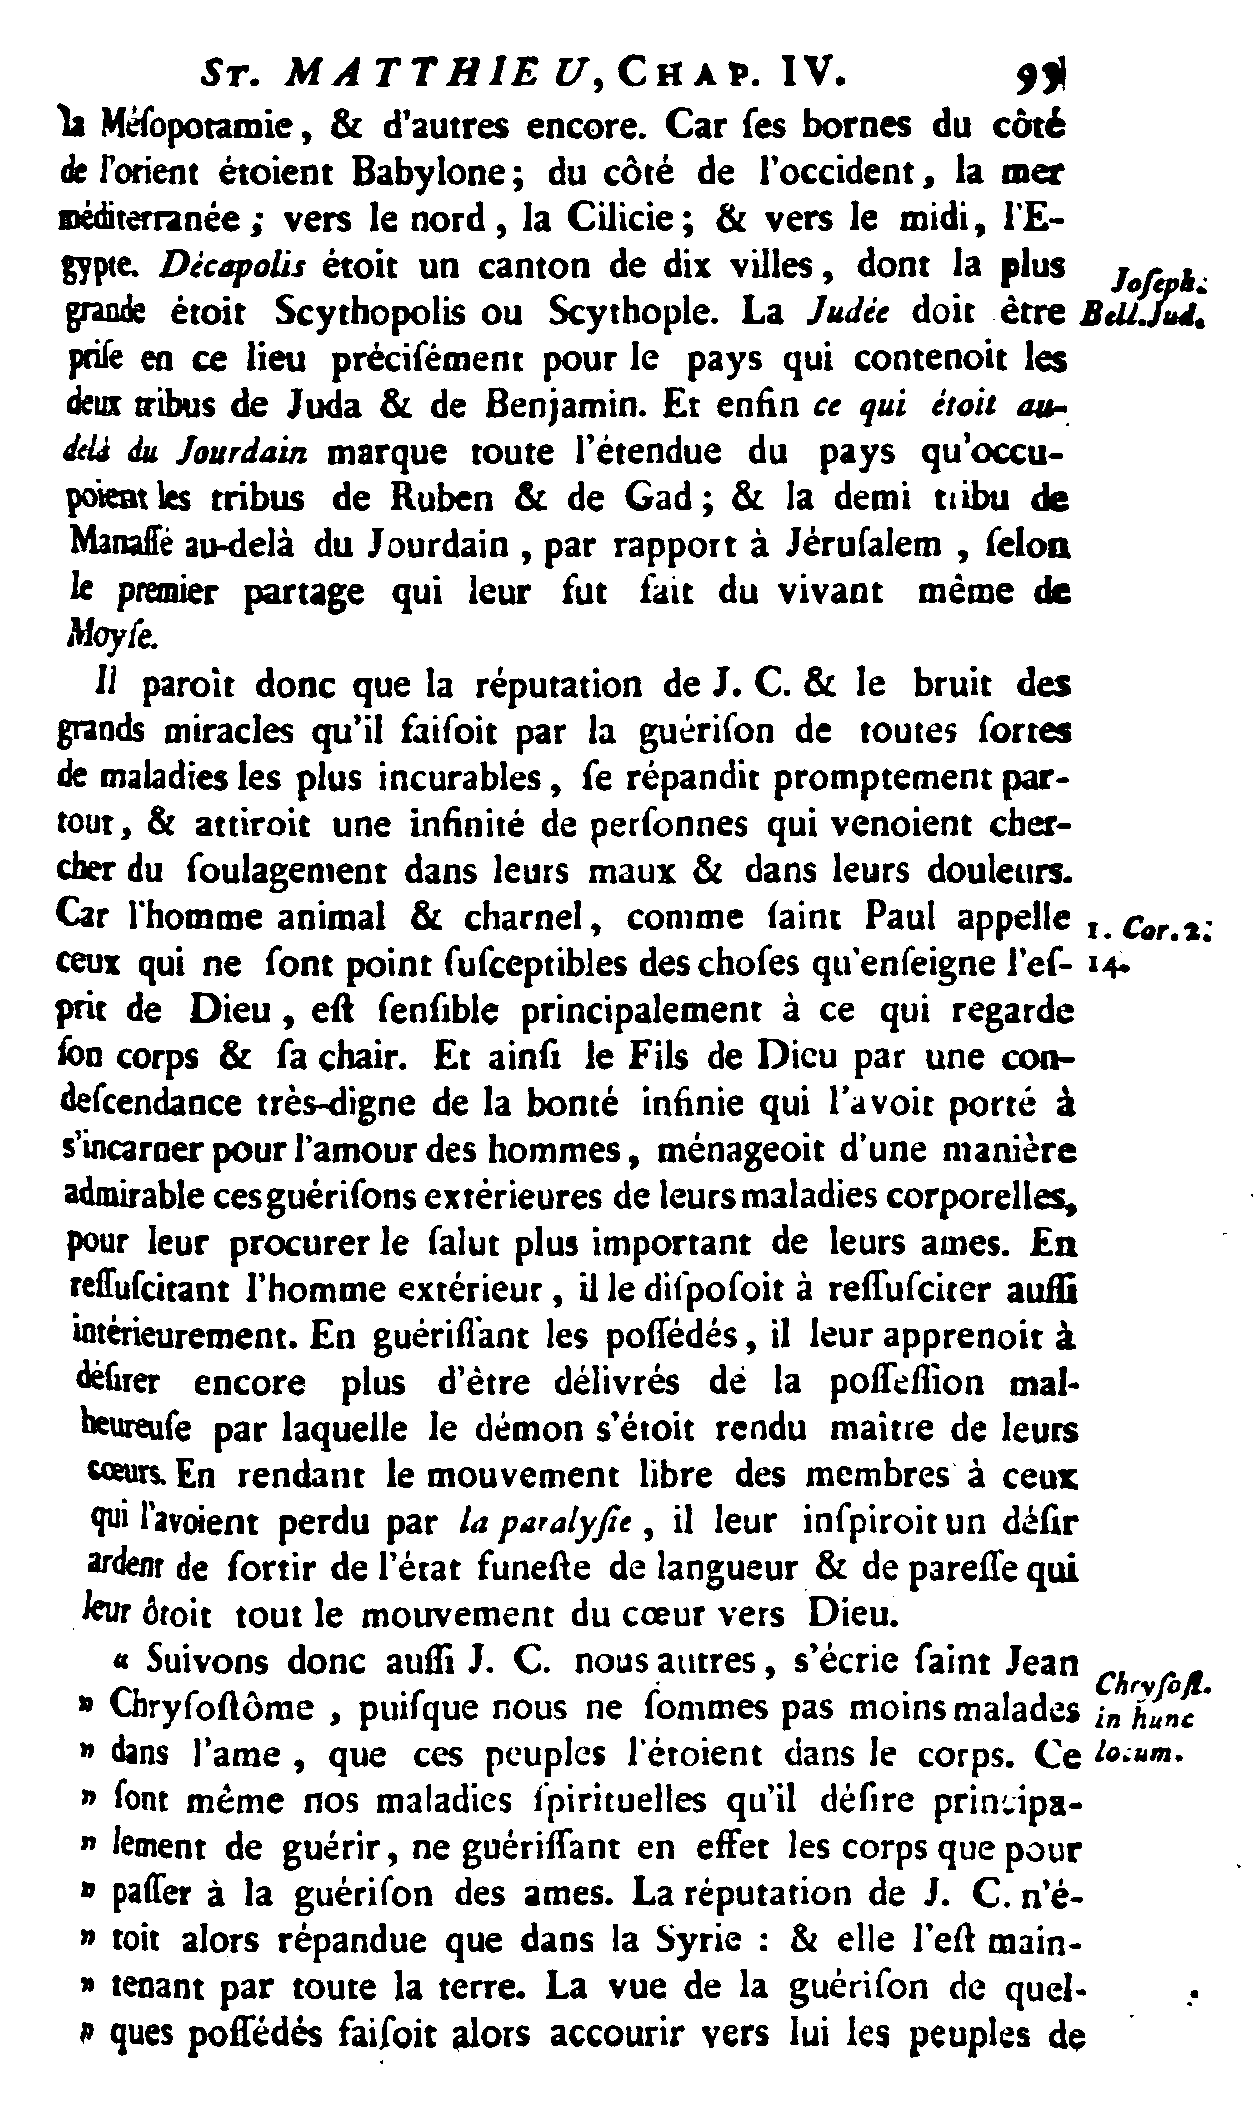 ST. MATTHIEU, CHAP. IV.
la Mésopotamie, & d'autres encore. Car ſes bornes du côté
de l'orient étoient Babylone; du côté de l'occident, la mer
méditerranée; vers le nord, la Cilicie; & vers le midi, l'E-
gypte. Décapolis étoit un canton de dix villes, dont la plus
Joſeph.
grande étoit Scythopolis ou Scythople. La Judée doit être
Bell. Jud.
priſe en ce lieu préciſément pour le pays qui contenoit les
deux tribus de Juda & de Benjamin. Et enfin ce qui étoit au-
delà du Jourdain marque toute l'étendue du pays qu'occu-
poient les tribus de Ruben & de Gad; & la demi tribu de
Manaſſé au-delà du Jourdain, par rapport à Jéruſalem, ſelon
le premier partage qui leur fut fait du vivant même de
Moyſe.
Il paroît donc que la réputation de J. C. & le bruit des
grands miracles qu'il faiſoit par la guériſon de toutes ſortes
de maladies les plus incurables, ſe répandit promptement par-
tout, & attiroit une infinité de perſonnes qui venoient cher-
cher du ſoulagement dans leurs maux & dans leurs douleurs.
Car l'homme animal & charnel, comme ſaint Paul appelle
1. Cor. 2.
ceux qui ne ſont point ſuſceptibles des choſes qu'enſeigne l'eſ-
14.
prit de Dieu, eſt ſenſible principalement à ce qui regarde
ſon corps & ſa chair. Et ainſi le Fils de Dieu par une con-
deſcendance très-digne de la bonté infinie qui l'avoit porté à
s'incarner pour l'amour des hommes, ménageoit d'une manière
admirable ces guériſons extérieures de leurs maladies corporelles,
pour leur procurer le ſalut plus important de leurs ames. En
reſſuſcitant l'homme extérieur, il le diſpoſoit à reſſuſciter auſſi
intérieurement. En guériſſant les poſſédés, il leur apprenoit à
déſirer encore plus d'être délivrés de la poſſeſſion mal-
heureuſe par laquelle le démon s'étoit rendu maître de leurs
cœurs. En rendant le mouvement libre des membres à ceux
qui l'avoient perdu par la paralyſie, il leur inſpiroit un déſir
ardent de ſortir de l'état funeſte de langueur & de pareſſe qui
leur ôtoit tout le mouvement du cœur vers Dieu.
« Suivons donc auſſi J. C. nous autres, s'écrie ſaint Jean
Chryſoſt.
» Chryſoſtôme, puiſque nous ne ſommes pas moins malades
in hunc
» dans l'ame, que ces peuples l'étoient dans le corps. Ce
locum.
» ſont même nos maladies ſpirituelles qu'il déſire principa-
» lement de guérir, ne guériſſant en effet les corps que pour
» paſſer à la guériſon des ames. La réputation de J. C. n'é-
» toit alors répandue que dans la Syrie : & elle l'eſt main-
» tenant par toute la terre. La vue de la guériſon de quel-
» ques poſſédés faiſoit alors accourir vers lui les peuples de